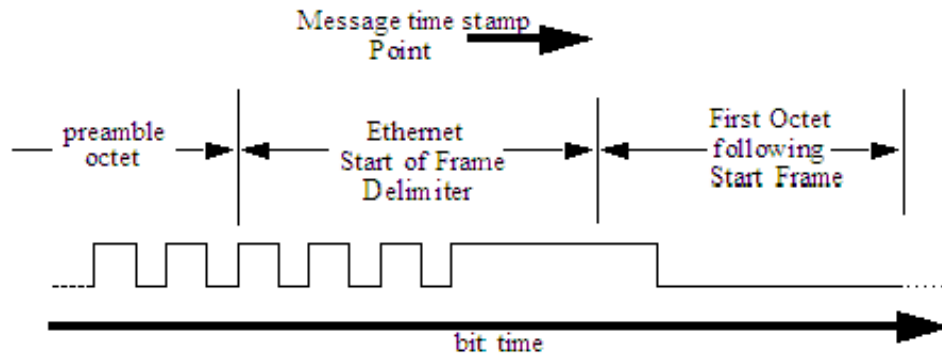 Message time stamp
Point
preamble
octet
Ethernet
Start of Frame
Delimiter
First Octet
following
Start Frame
bit time